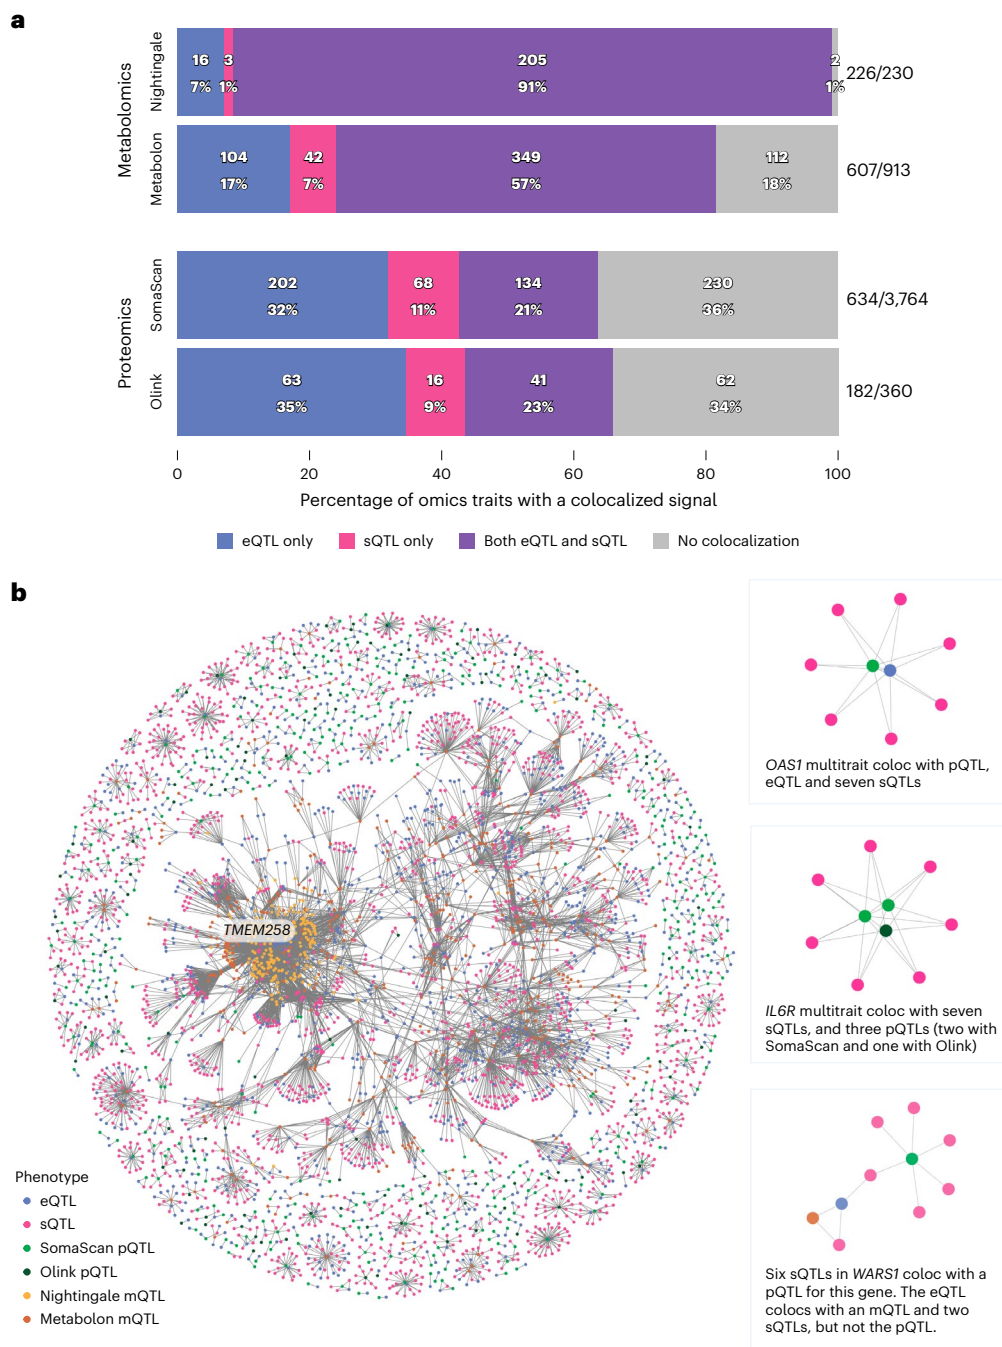 a
Metabolomics
Nightingale
16
3
205
2
7%
1%
91%
1%
226/230
Metabolon
104
42
349
112
17%
7%
57%
18%
607/913
Proteomics
SomaScan
202
68
134
230
32%
11%
21%
36%
634/3,764
Olink
63
16
41
62
35%
9%
23%
34%
182/360
0 20 40 60 80 100
Percentage of omics traits with a colocalized signal
eQTL only sQTL only Both eQTL and sQTL No colocalization
b
TMEM258
Phenotype
eQTL
sQTL
SomaScan pQTL
Olink pQTL
Nightingale mQTL
Metabolon mQTL
OAS1 multitrait coloc with pQTL,
eQTL and seven sQTLs
IL6R multitrait coloc with seven
sQTLs, and three pQTLs (two with
SomaScan and one with Olink)
Six sQTLs in WARS1 coloc with a
pQTL for this gene. The eQTL
colocs with an mQTL and two
sQTLs, but not the pQTL.